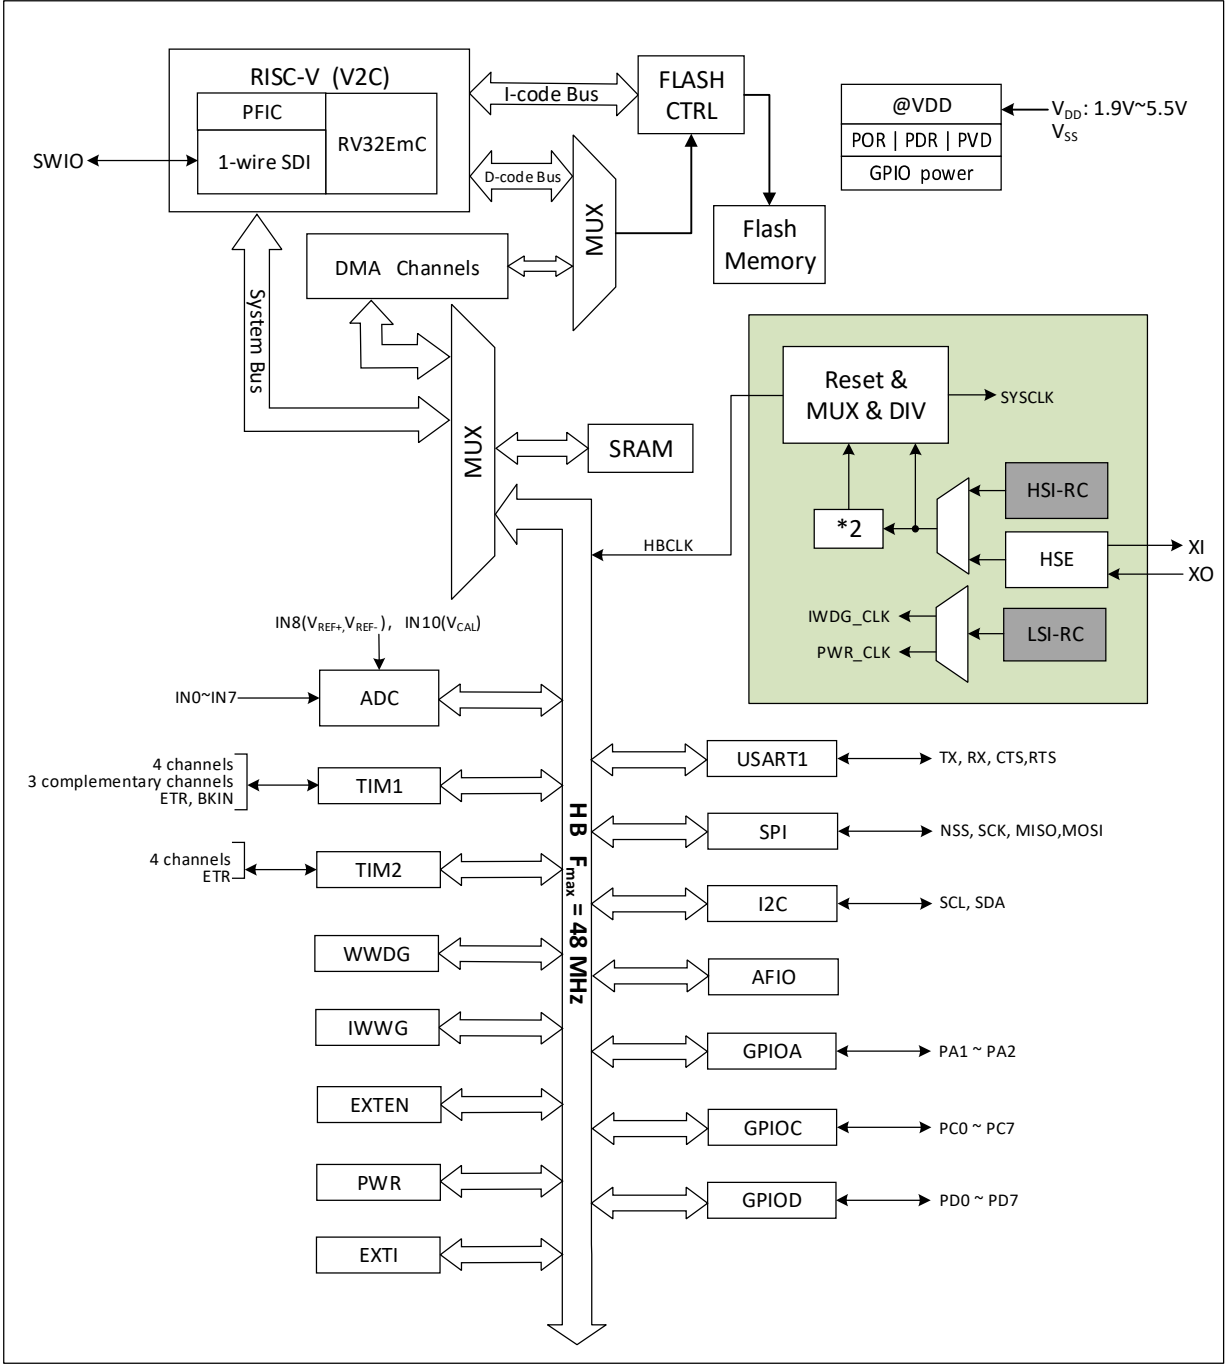 RISC-V (V2C)
PFIC
1-wire SDI
RV32EmC
SWIO
I-code Bus
D-code Bus
FLASH
CTRL
@VDD
POR | PDR | PVD
GPIO power
VDD: 1.9V~5.5V
VSS
MUX
Flash
Memory
DMA Channels
System Bus
MUX
SRAM
Reset &
MUX & DIV
SYSCLK
HSI-RC
*2
HSE
XI
XO
HBCLK
IWDG_CLK
PWR_CLK
LSI-RC
IN8(VREF+,VREF-), IN10(VCAL)
IN0~IN7
ADC
4 channels
3 complementary channels
ETR, BKIN
TIM1
4 channels
ETR
TIM2
WWDG
IWWG
EXTEN
PWR
EXTI
HB Fmax = 48 MHz
USART1
TX, RX, CTS,RTS
SPI
NSS, SCK, MISO,MOSI
I2C
SCL, SDA
AFIO
GPIOA
PA1 ~ PA2
GPIOC
PC0 ~ PC7
GPIOD
PD0 ~ PD7